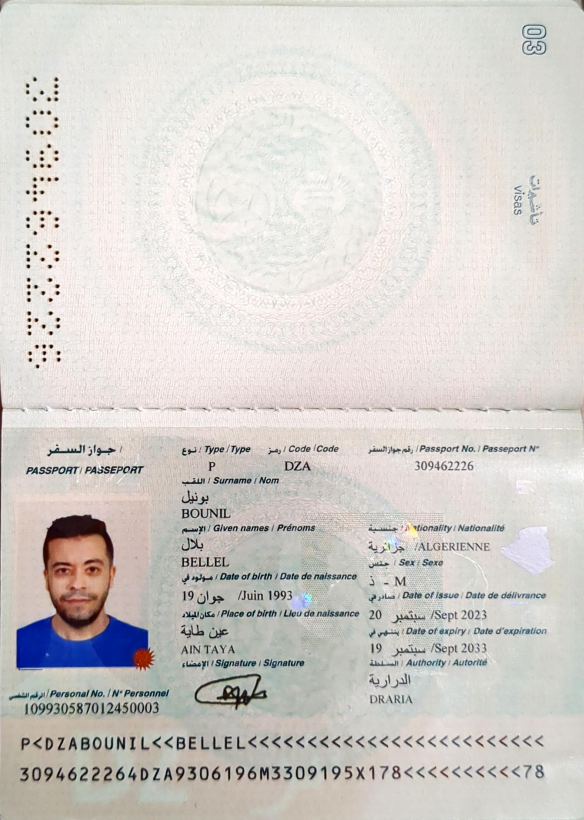 03
تأشيرات
visas
309462226
جواز السفر /
PASSPORT / PASSEPORT
نوع / Type /Type
رمز / Code /Code
رقم جواز السفر / Passport No. / Passeport N°
P
DZA
309462226
اللقب / Surname / Nom
بونيل
BOUNIL
الإسم / Given names / Prénoms
جنسية / Nationality / Nationalité
بلال
جزائرية /ALGERIENNE
BELLEL
جنس / Sex / Sexe
ذ - M
مولود في / Date of birth / Date de naissance
صادر في / Date of issue / Date de délivrance
19 جوان /Juin 1993
20 سبتمبر /Sept 2023
مكان الميلاد / Place of birth / Lieu de naissance
ينتهي في / Date of expiry / Date d'expiration
عين طاية
19 سبتمبر /Sept 2033
AIN TAYA
الإمضاء / Signature / Signature
السلطة / Authority / Autorité
الدرارية
DRARIA
الرقم الشخصي / Personal No. / N° Personnel
109930587012450003
P<DZABOUNIL<<BELLEL<<<<<<<<<<<<<<<<<<<<<<<<<
3094622264DZA9306196M3309195X178<<<<<<<<<<78